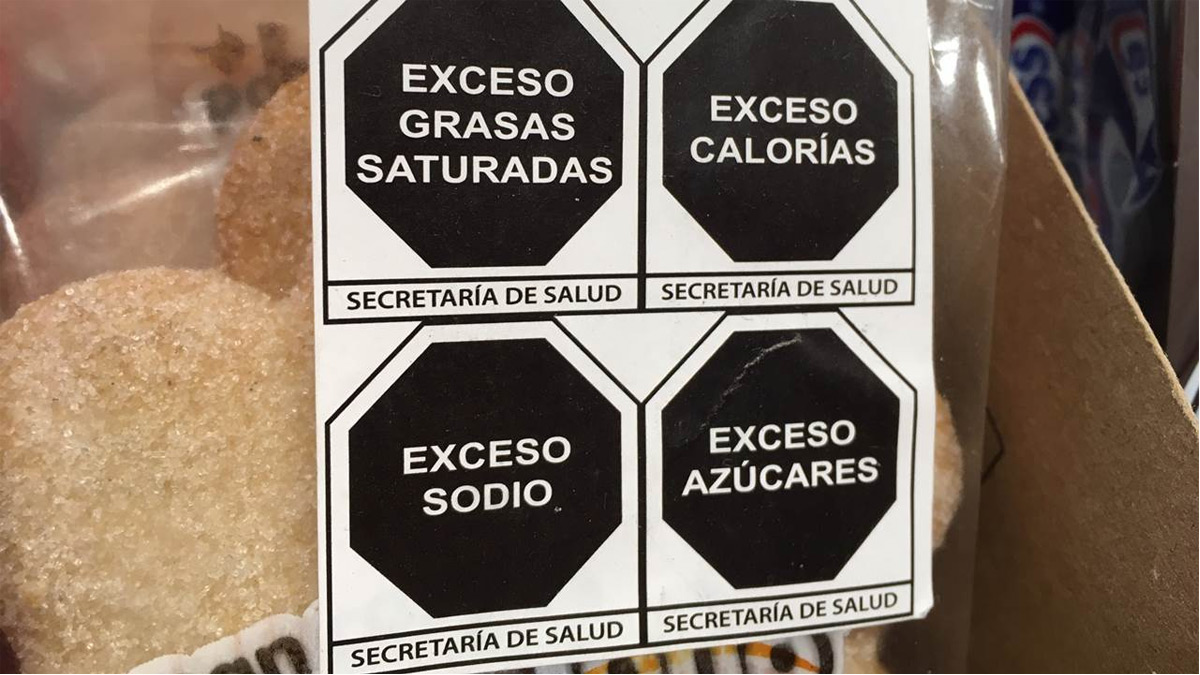 EXCESO
GRASAS
SATURADAS
SECRETARÍA DE SALUD
EXCESO
CALORÍAS
SECRETARÍA DE SALUD
EXCESO
SODIO
SECRETARÍA DE SALUD
EXCESO
AZÚCARES
SECRETARÍA DE SALUD